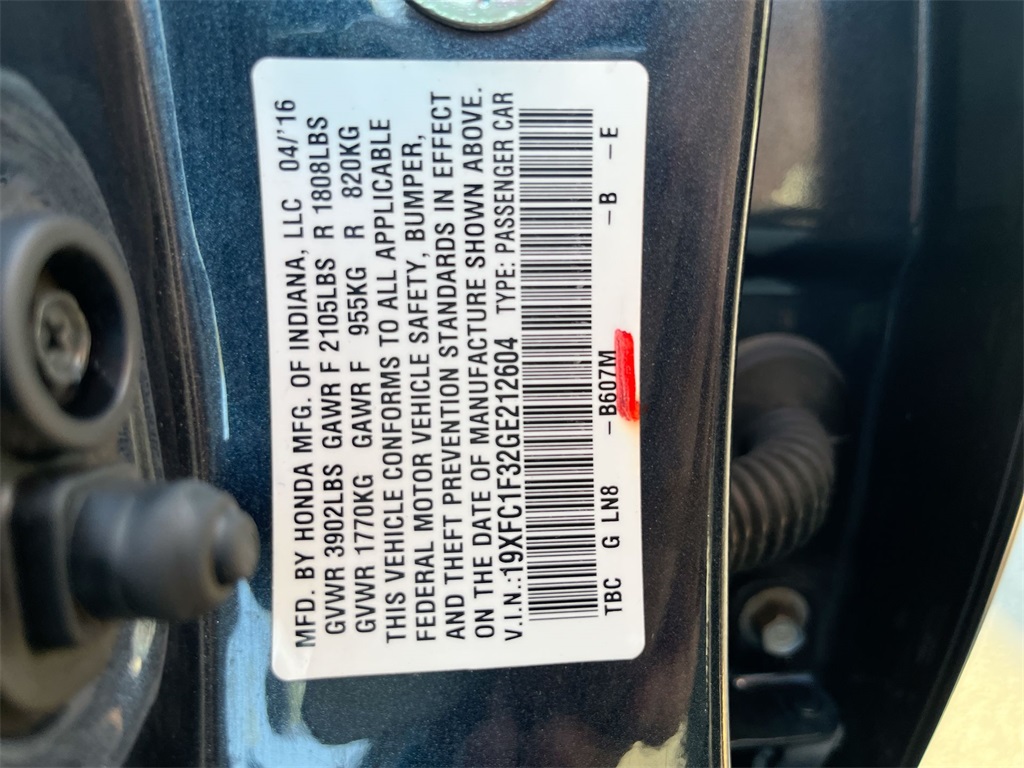 MFD. BY HONDA MFG. OF INDIANA, LLC 04/'16
GVWR 3902LBS GAWR F 2105LBS R 1808LBS
GVWR 1770KG GAWR F 955KG R 820KG
THIS VEHICLE CONFORMS TO ALL APPLICABLE
FEDERAL MOTOR VEHICLE SAFETY, BUMPER,
AND THEFT PREVENTION STANDARDS IN EFFECT
ON THE DATE OF MANUFACTURE SHOWN ABOVE.
V.I.N.:19XFC1F32GE212604 TYPE: PASSENGER CAR
TBC G LN8 -B607M -B -E